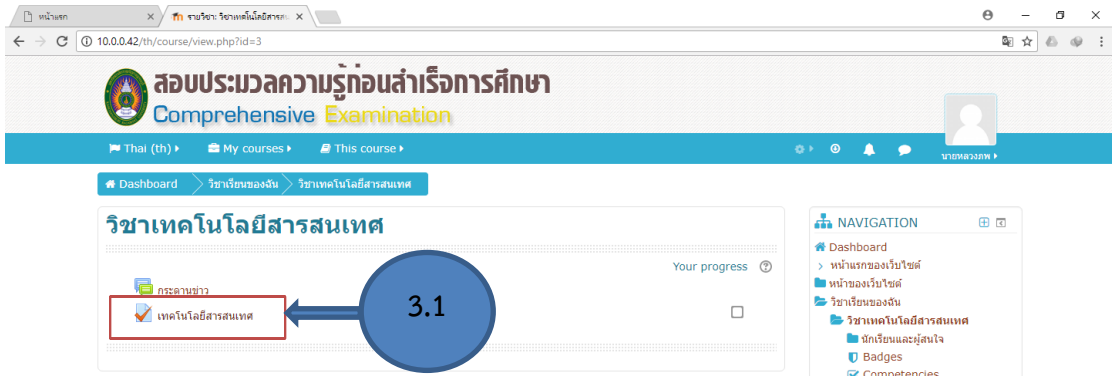 หน้าแรก
รายวิชา: วิชาเทคโนโลยีสารสน
10.0.0.42/th/course/view.php?id=3
สอบประมวลความรู้ก่อนสำเร็จการศึกษา
Comprehensive Examination
Thai (th) My courses This course
นายหลวงภพ
Dashboard วิชาเรียนของฉัน วิชาเทคโนโลยีสารสนเทศ
วิชาเทคโนโลยีสารสนเทศ
Your progress
กระดานข่าว
เทคโนโลยีสารสนเทศ
3.1
NAVIGATION
Dashboard
หน้าแรกของเว็บไซต์
หน้าของเว็บไซต์
วิชาเรียนของฉัน
วิชาเทคโนโลยีสารสนเทศ
นักเรียนและผู้สนใจ
Badges
Competencies